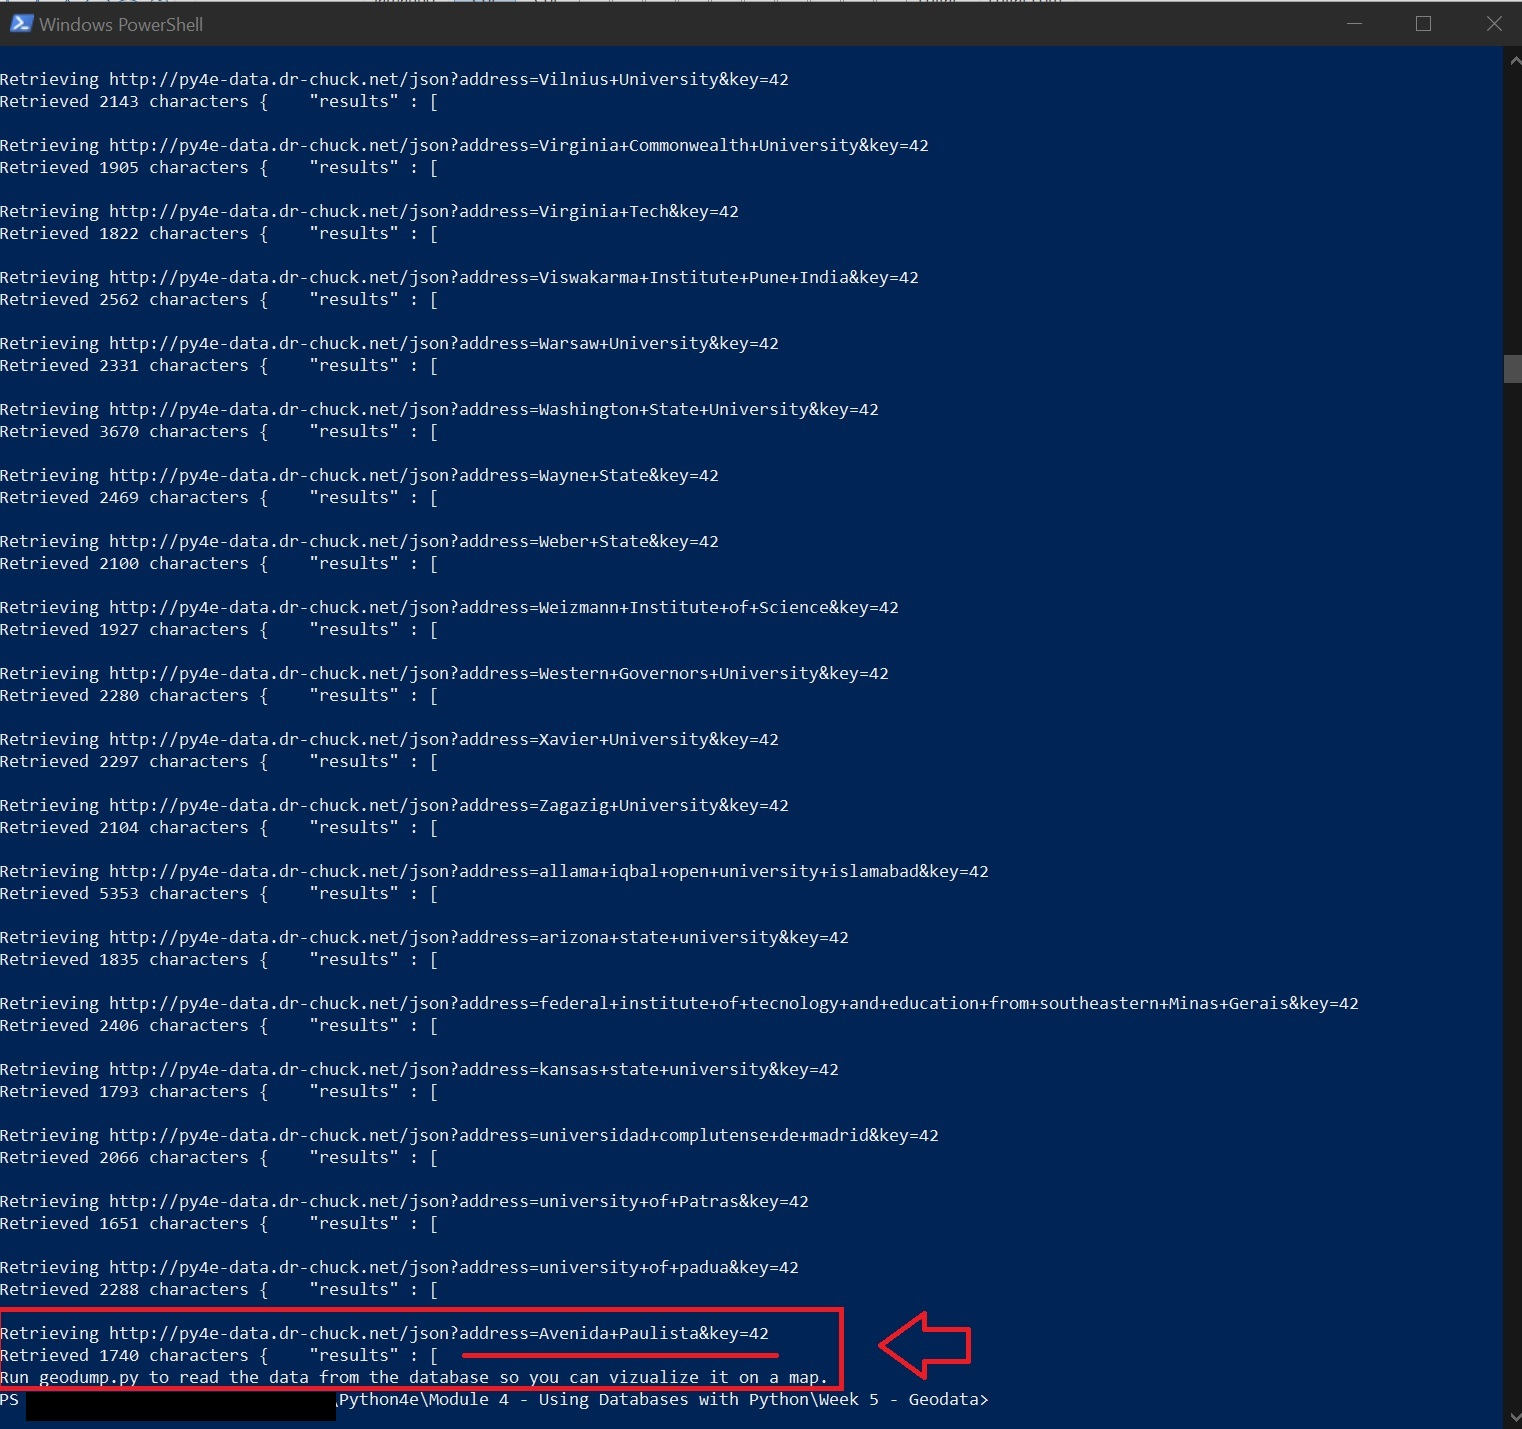 Windows PowerShell
Retrieving http://py4e-data.dr-chuck.net/json?address=Vilnius+University&key=42
Retrieved 2143 characters {    "results" : [
Retrieving http://py4e-data.dr-chuck.net/json?address=Virginia+Commonwealth+University&key=42
Retrieved 1905 characters {    "results" : [
Retrieving http://py4e-data.dr-chuck.net/json?address=Virginia+Tech&key=42
Retrieved 1822 characters {    "results" : [
Retrieving http://py4e-data.dr-chuck.net/json?address=Viswakarma+Institute+Pune+India&key=42
Retrieved 2562 characters {    "results" : [
Retrieving http://py4e-data.dr-chuck.net/json?address=Warsaw+University&key=42
Retrieved 2331 characters {    "results" : [
Retrieving http://py4e-data.dr-chuck.net/json?address=Washington+State+University&key=42
Retrieved 3670 characters {    "results" : [
Retrieving http://py4e-data.dr-chuck.net/json?address=Wayne+State&key=42
Retrieved 2469 characters {    "results" : [
Retrieving http://py4e-data.dr-chuck.net/json?address=Weber+State&key=42
Retrieved 2100 characters {    "results" : [
Retrieving http://py4e-data.dr-chuck.net/json?address=Weizmann+Institute+of+Science&key=42
Retrieved 1927 characters {    "results" : [
Retrieving http://py4e-data.dr-chuck.net/json?address=Western+Governors+University&key=42
Retrieved 2280 characters {    "results" : [
Retrieving http://py4e-data.dr-chuck.net/json?address=Xavier+University&key=42
Retrieved 2297 characters {    "results" : [
Retrieving http://py4e-data.dr-chuck.net/json?address=Zagazig+University&key=42
Retrieved 2104 characters {    "results" : [
Retrieving http://py4e-data.dr-chuck.net/json?address=allama+iqbal+open+university+islamabad&key=42
Retrieved 5353 characters {    "results" : [
Retrieving http://py4e-data.dr-chuck.net/json?address=arizona+state+university&key=42
Retrieved 1835 characters {    "results" : [
Retrieving http://py4e-data.dr-chuck.net/json?address=federal+institute+of+tecnology+and+education+from+southeastern+Minas+Gerais&key=42
Retrieved 2406 characters {    "results" : [
Retrieving http://py4e-data.dr-chuck.net/json?address=kansas+state+university&key=42
Retrieved 1793 characters {    "results" : [
Retrieving http://py4e-data.dr-chuck.net/json?address=universidad+complutense+de+madrid&key=42
Retrieved 2066 characters {    "results" : [
Retrieving http://py4e-data.dr-chuck.net/json?address=university+of+Patras&key=42
Retrieved 1651 characters {    "results" : [
Retrieving http://py4e-data.dr-chuck.net/json?address=university+of+padua&key=42
Retrieved 2288 characters {    "results" : [
Retrieving http://py4e-data.dr-chuck.net/json?address=Avenida+Paulista&key=42
Retrieved 1740 characters {    "results" : [
Run geodump.py to read the data from the database so you can vizualize it on a map.
PS \Python4e\Module 4 - Using Databases with Python\Week 5 - Geodata>